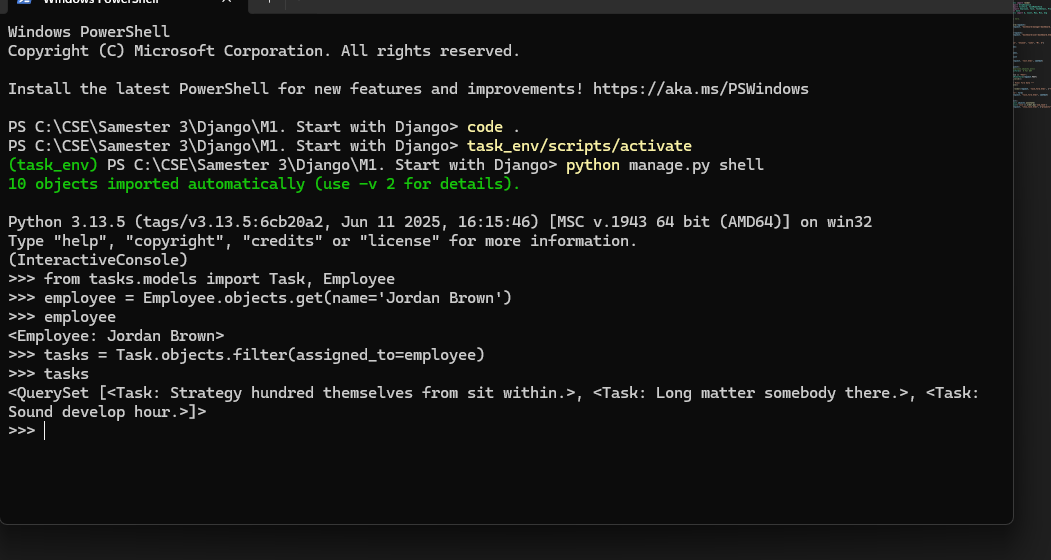 Windows PowerShell
Windows PowerShell
Copyright (C) Microsoft Corporation. All rights reserved.
Install the latest PowerShell for new features and improvements! https://aka.ms/PSWindows
PS C:\CSE\Samester 3\Django\M1. Start with Django> code .
PS C:\CSE\Samester 3\Django\M1. Start with Django> task_env/scripts/activate
(task_env) PS C:\CSE\Samester 3\Django\M1. Start with Django> python manage.py shell
10 objects imported automatically (use -v 2 for details).
Python 3.13.5 (tags/v3.13.5:6cb20a2, Jun 11 2025, 16:15:46) [MSC v.1943 64 bit (AMD64)] on win32
Type "help", "copyright", "credits" or "license" for more information.
(InteractiveConsole)
>>> from tasks.models import Task, Employee
>>> employee = Employee.objects.get(name='Jordan Brown')
>>> employee
<Employee: Jordan Brown>
>>> tasks = Task.objects.filter(assigned_to=employee)
>>> tasks
<QuerySet [<Task: Strategy hundred themselves from sit within.>, <Task: Long matter somebody there.>, <Task:
Sound develop hour.>]>
>>>